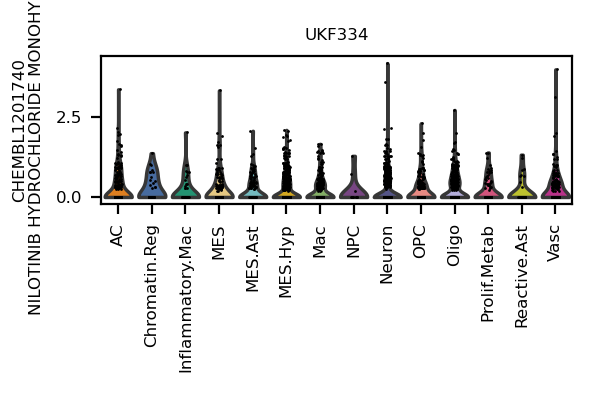 UKF334
CHEMBL1201740
NILOTINIB HYDROCHLORIDE MONOHY
2.5
0.0
AC
Chromatin.Reg
Inflammatory.Mac
MES
MES.Ast
MES.Hyp
Mac
NPC
Neuron
OPC
Oligo
Prolif.Metab
Reactive.Ast
Vasc